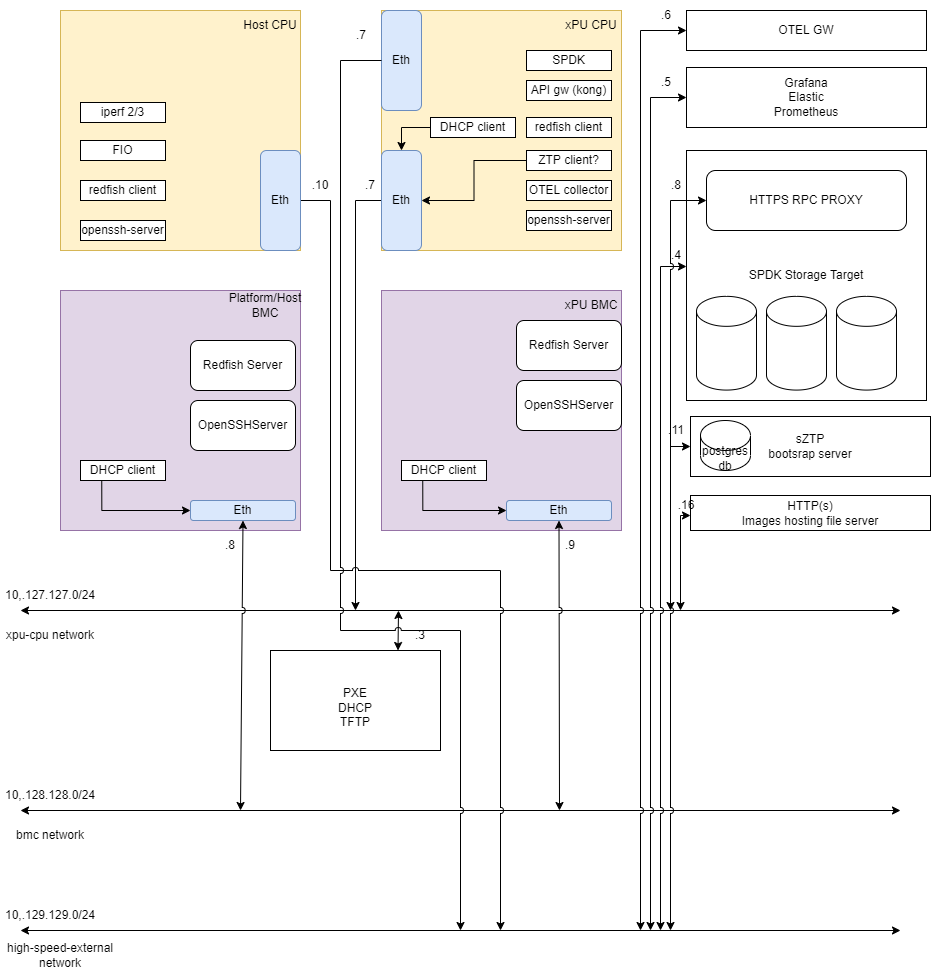 Host CPU
iperf 2/3
FIO
redfish client
openssh-server
Eth
.10
.7
xPU CPU
Eth
SPDK
API gw (kong)
DHCP client
redfish client
ZTP client?
.7
Eth
OTEL collector
openssh-server
.6
OTEL GW
.5
Grafana
Elastic
Prometheus
.8
HTTPS RPC PROXY
.4
SPDK Storage Target
Platform/Host
BMC
Redfish Server
OpenSSHServer
DHCP client
Eth
.8
xPU BMC
Redfish Server
OpenSSHServer
DHCP client
Eth
.9
.11
postgres
db
sZTP
bootsrap server
.16
HTTP(s)
Images hosting file server
10,.127.127.0/24
xpu-cpu network
.3
PXE
DHCP
TFTP
10,.128.128.0/24
bmc network
10,.129.129.0/24
high-speed-external
network